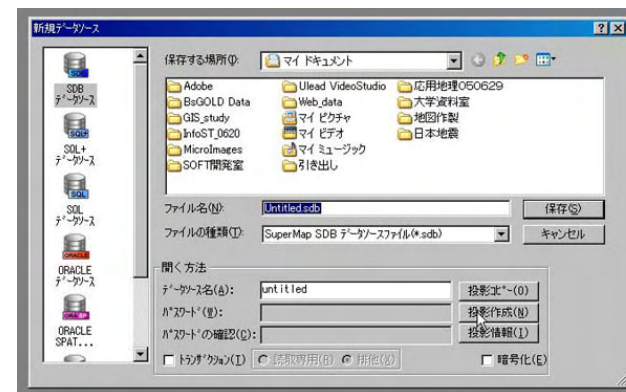 新規データソース
保存する場所(I): マイ ドキュメント
SDB
データソース
SQL+
データソース
SQL
データソース
ORACLE
データソース
ORACLE
SPAT...
Adobe
BsGOLD Data
GIS_study
InfoST_0620
MicroImages
SOFT開発室
Ulead VideoStudio
Web_data
マイ ピクチャ
マイ ビデオ
マイ ミュージック
引き出し
応用地理050629
大学資料室
地図作製
日本地震
ファイル名(N): Untitled.sdb 保存(S)
ファイルの種類(T): SuperMap SDB データソースファイル(*.sdb) キャンセル
開く方法
データソース名(A): untitled 投影コピー(O)
パスワード(W): 投影作成(N)
パスワードの確認(C): 投影情報(I)
トランザクション(T) 読取専用(R) 排他(X) 暗号化(E)